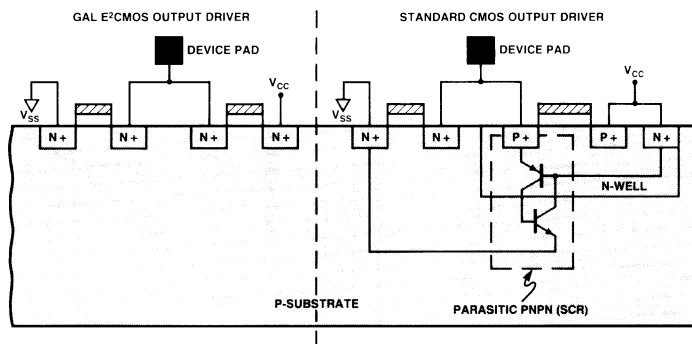 GAL E²CMOS OUTPUT DRIVER
STANDARD CMOS OUTPUT DRIVER
DEVICE PAD
DEVICE PAD
VSS
VCC
VSS
VCC
N+ N+ N+ N+ N+ N+ P+ P+ N+
N-WELL
P-SUBSTRATE
PARASITIC PNPN (SCR)